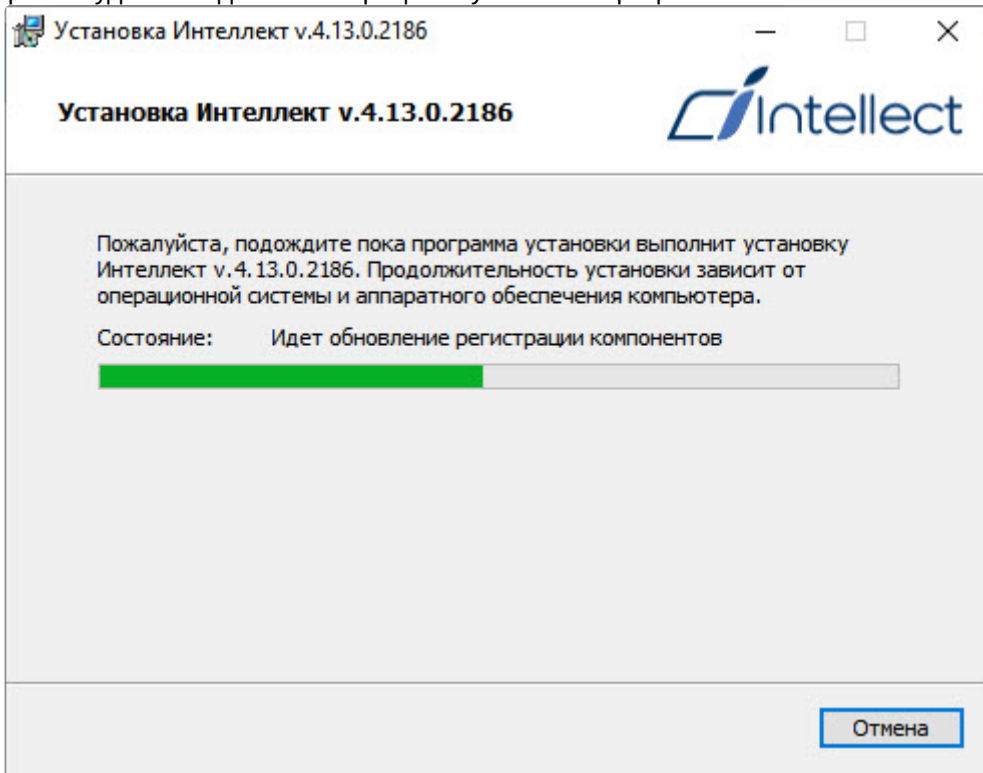 Установка Интеллект v.4.13.0.2186
Установка Интеллект v.4.13.0.2186
Intellect
Пожалуйста, подождите пока программа установки выполнит установку
Интеллект v.4.13.0.2186. Продолжительность установки зависит от
операционной системы и аппаратного обеспечения компьютера.
Состояние: Идет обновление регистрации компонентов
Отмена